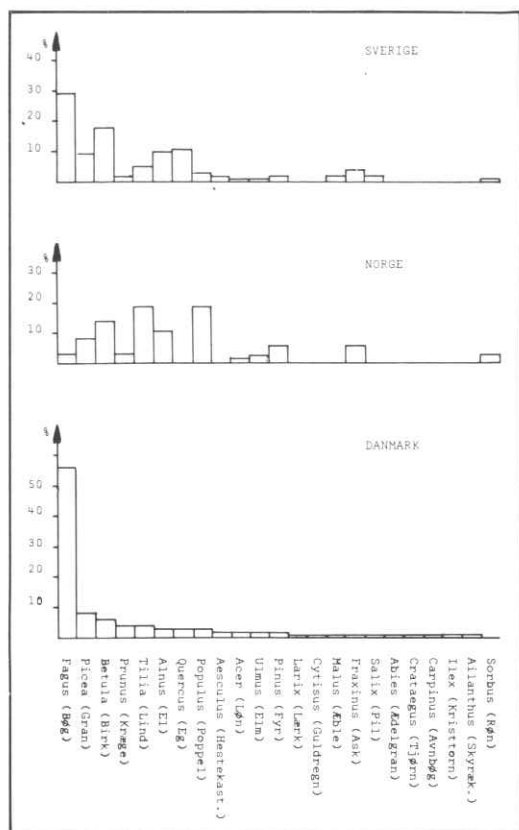 %
SVERIGE
40
30
20
10
%
NORGE
30
20
10
%
DANMARK
50
40
30
20
10
Fagus (Bøg)
Picea (Gran)
Betula (Birk)
Prunus (Kræge)
Tilia (Lind)
Alnus (El)
Quercus (Eg)
Populus (Poppel)
Aesculus (Hestekast.)
Acer (Løn)
Ulmus (Elm)
Pinus (Fyr)
Larix (Lærk)
Cytisus (Guldregn)
Malus (Æble)
Fraxinus (Ask)
Salix (Pil)
Abies (Ædelgran)
Crataegus (Tjørn)
Carpinus (Avnbøg)
Ilex (Kristtorn)
Ailanthus (Skyræk.)
Sorbus (Røn)